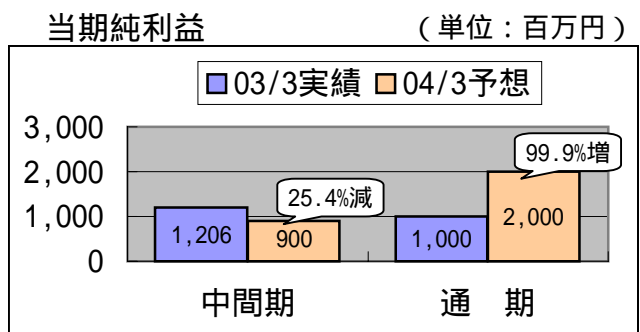 当期純利益 （単位：百万円）
03/3実績 04/3予想
3,000
2,000
1,000
0
99.9%増
25.4%減
1,206 900 1,000 2,000
中間期 通　期